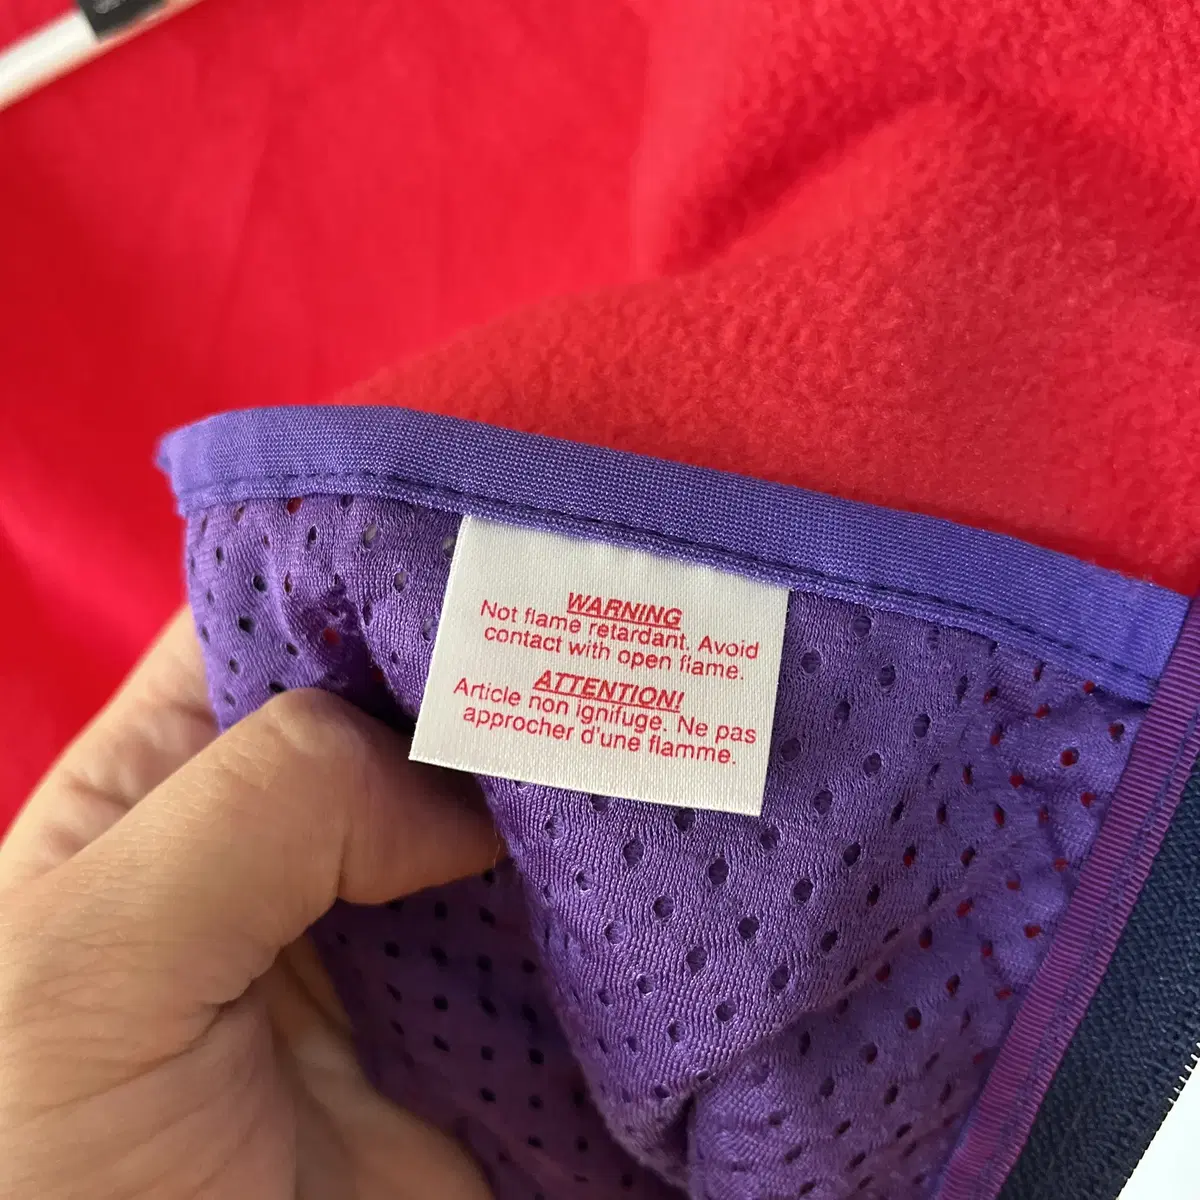 WARNING
Not flame retardant. Avoid
contact with open flame.
ATTENTION!
Article non ignifuge. Ne pas
approcher d'une flamme.